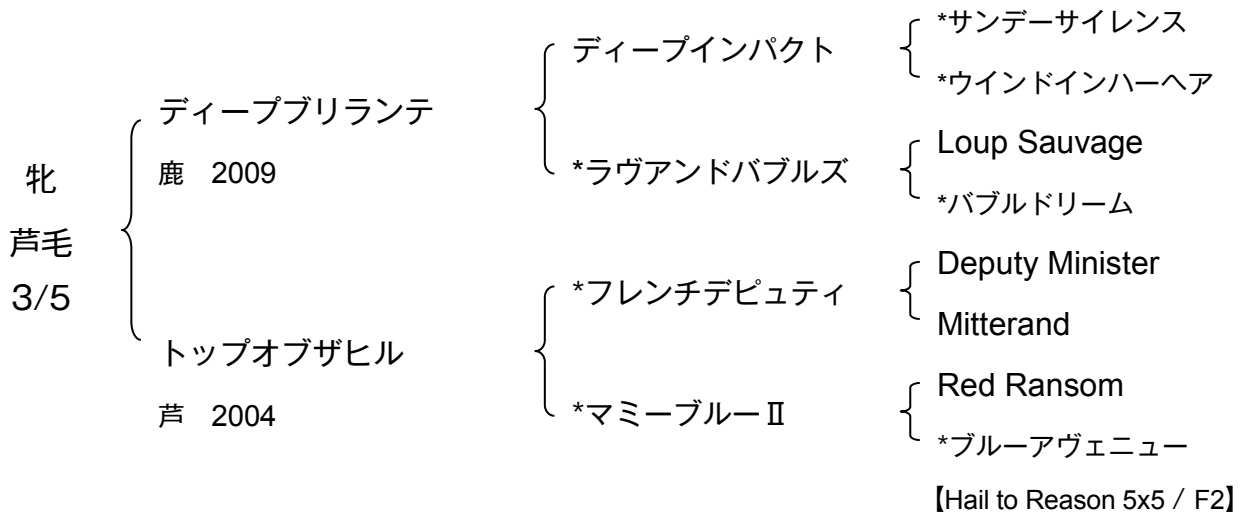 牝
芦毛
3/5
ディープブリランテ
鹿 2009
トップオブザヒル
芦 2004
ディープインパクト
*ラヴアンドバブルズ
*フレンチデピュティ
*マミーブルーⅡ
*サンデーサイレンス
*ウインドインハーヘア
Loup Sauvage
*バブルドリーム
Deputy Minister
Mitterand
Red Ransom
*ブルーアヴェニュー
【Hail to Reason 5x5 / F2】